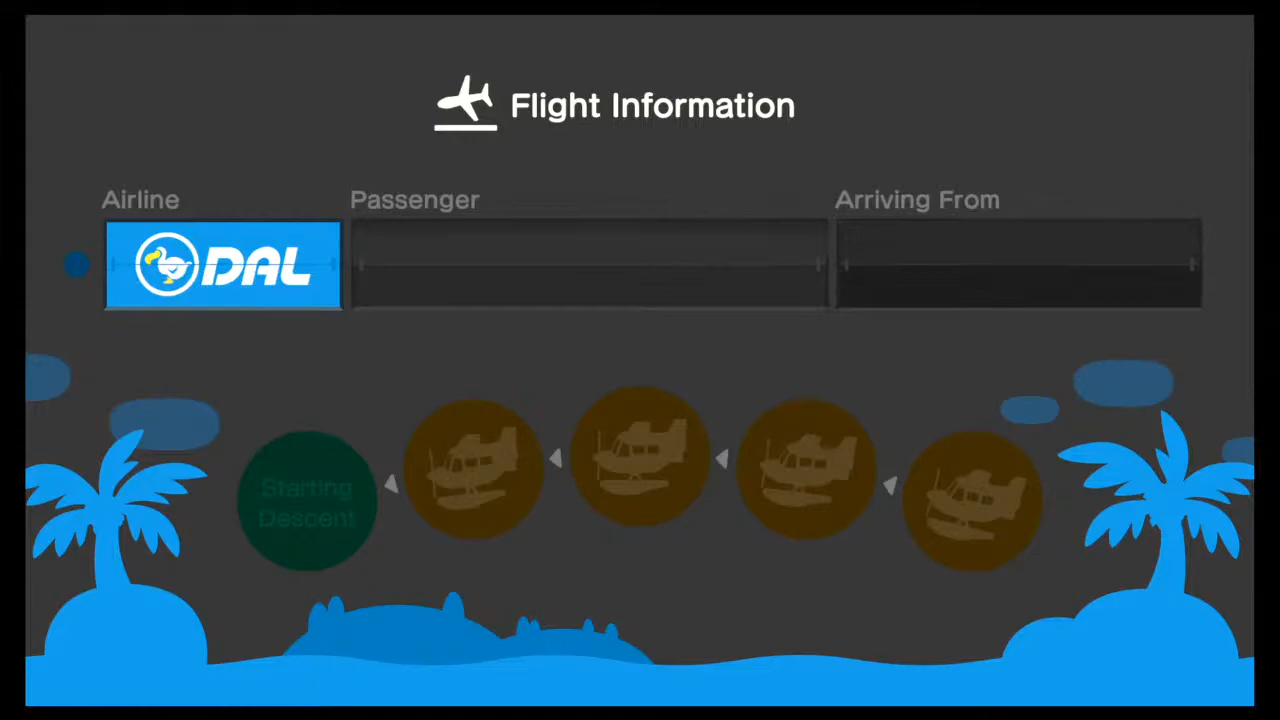 Flight Information
Airline
Passenger
Arriving From
DAL
Starting
Descent